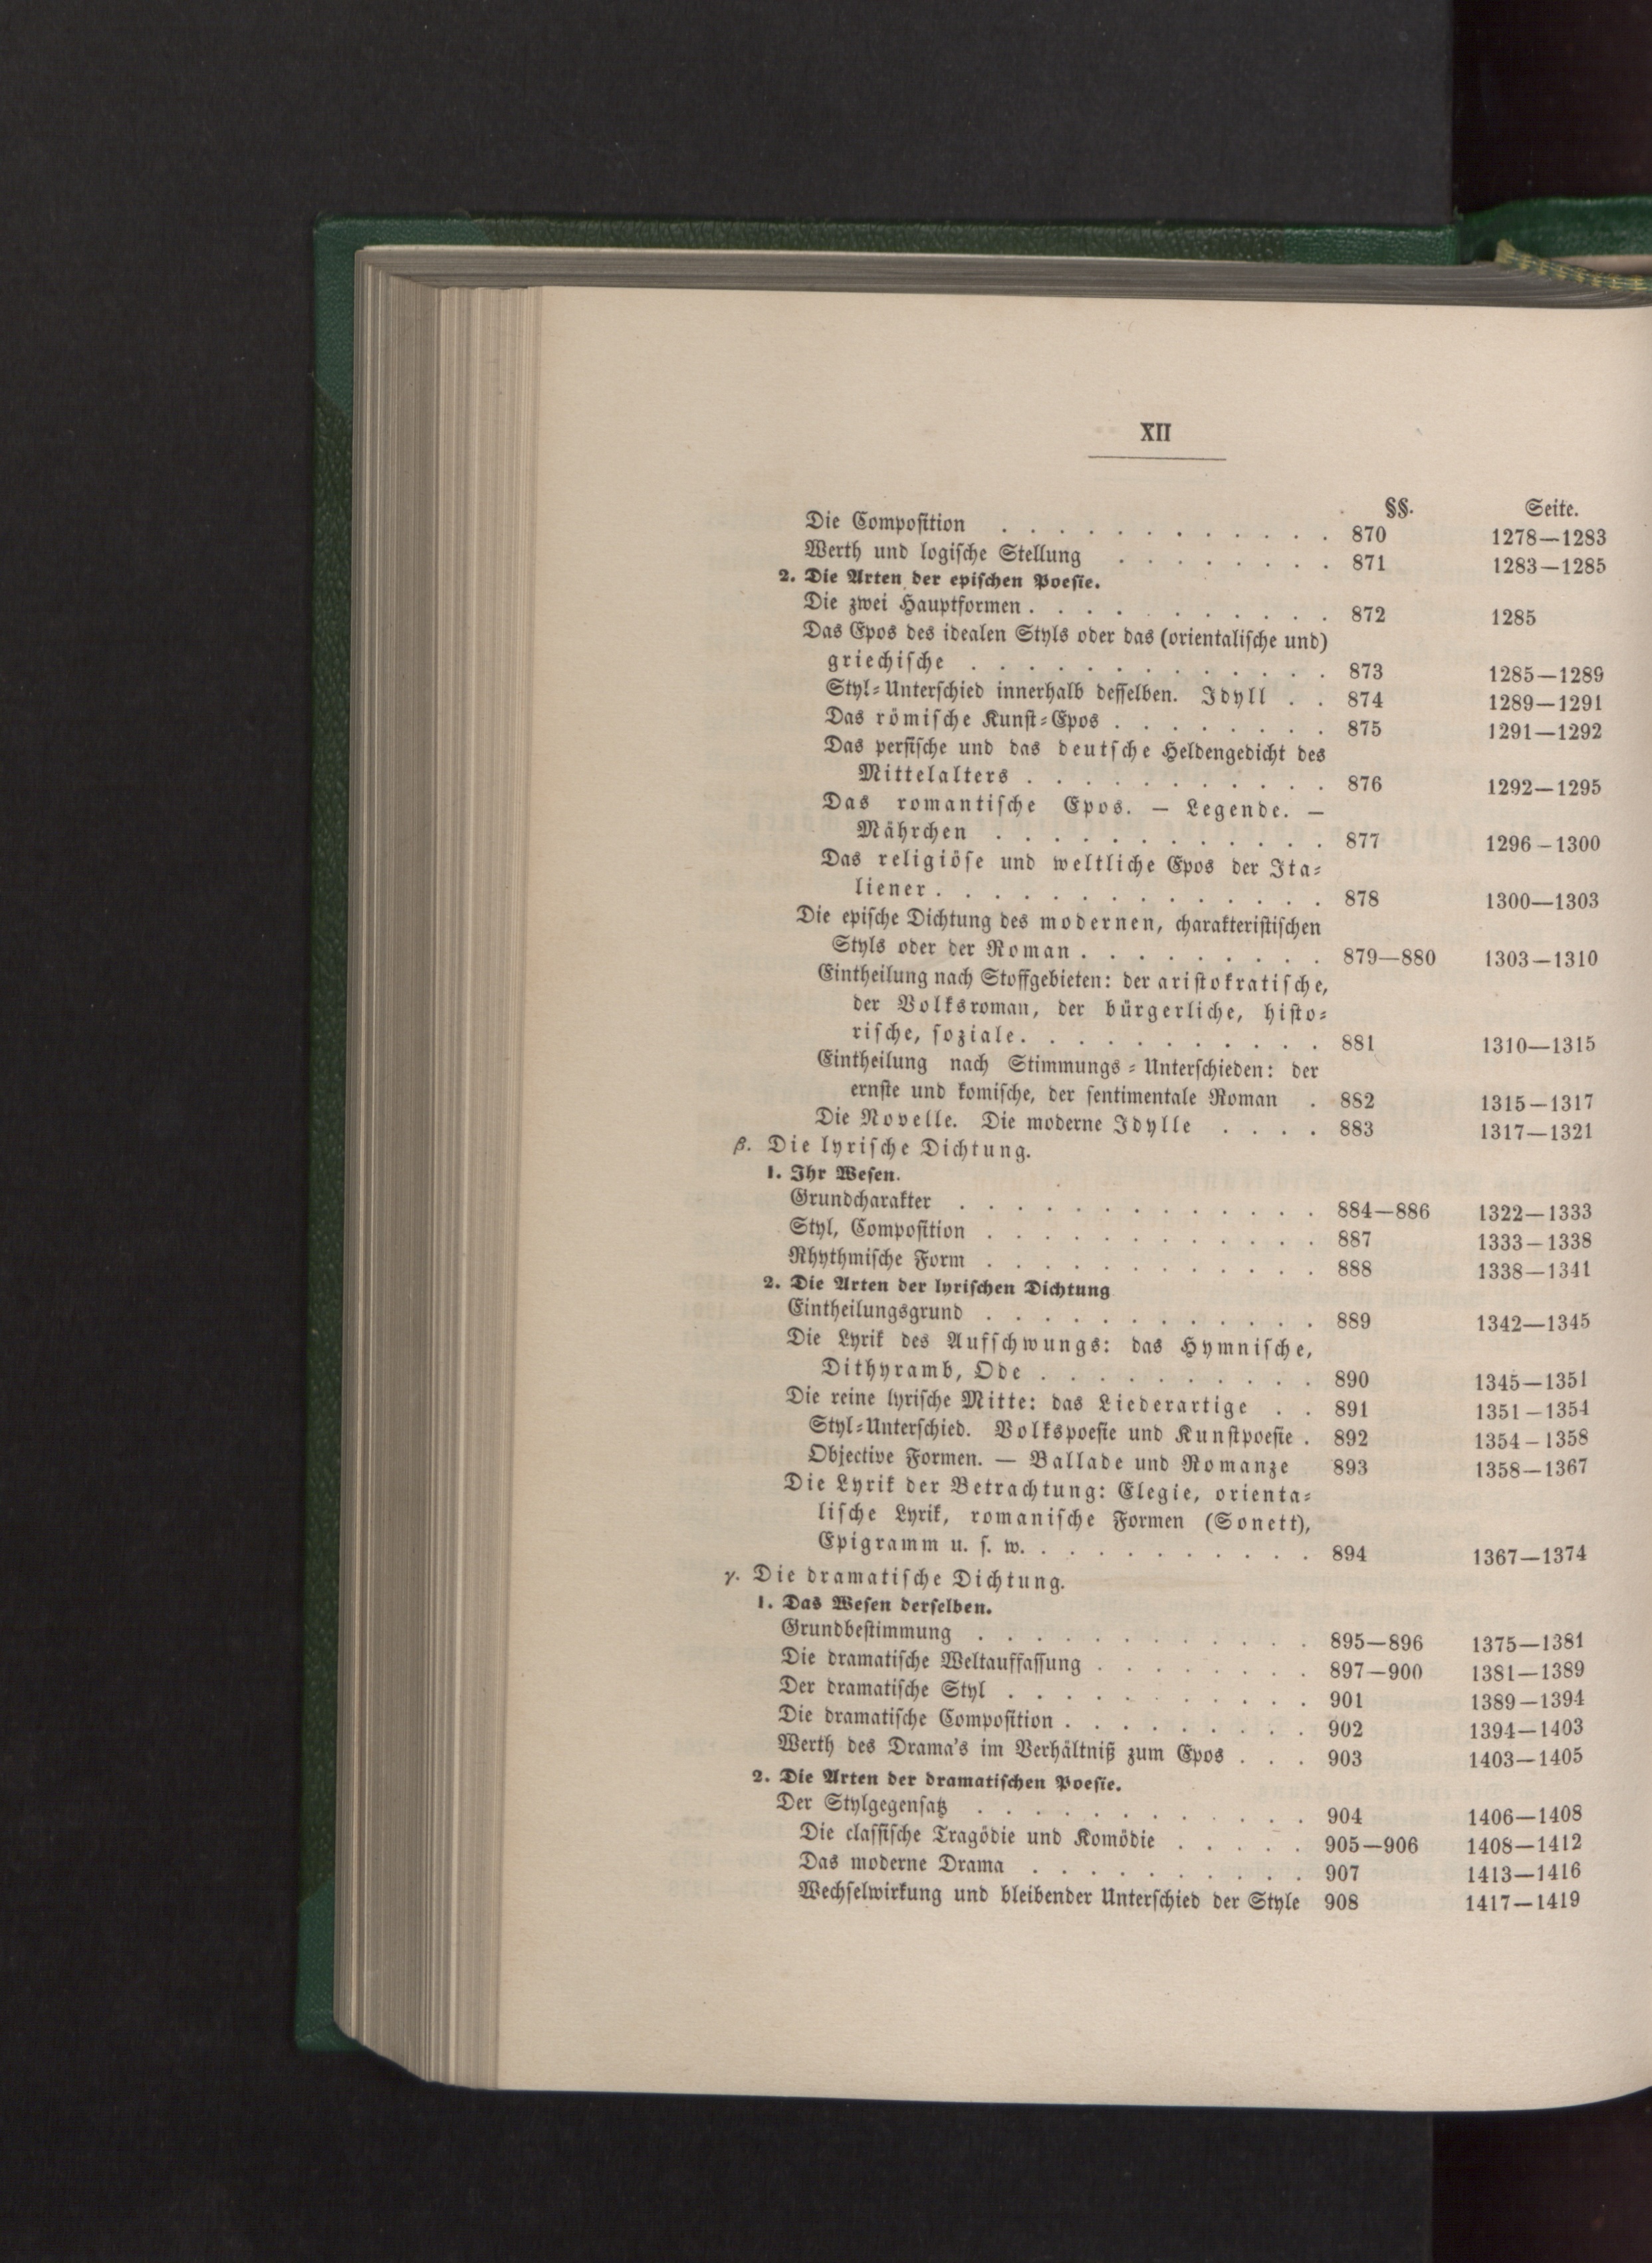 XII
§§. Seite.
Die Compoſition . . . . . . . . . . . . 870 1278—1283
Werth und logiſche Stellung . . . . . . . . 871 1283—1285
2. Die Arten der epiſchen Poeſie.
Die zwei Hauptformen . . . . . . . . . . . 872 1285
Das Epos des idealen Styls oder das (orientaliſche und)
griechiſche . . . . . . . . . . . . . 873 1285—1289
Styl-Unterſchied innerhalb deſſelben. Idyll . . 874 1289—1291
Das römiſche Kunſt-Epos . . . . . . . . 875 1291—1292
Das perſiſche und das deutſche Heldengedicht des
Mittelalters . . . . . . . . . . . 876 1292—1295
Das romantiſche Epos. — Legende. —
Mährchen . . . . . . . . . . . . 877 1296–1300
Das religiöſe und weltliche Epos der Ita-
liener . . . . . . . . . . . . . . 878 1300—1303
Die epiſche Dichtung des modernen, charakteriſtiſchen
Styls oder der Roman . . . . . . . . . 879—880 1303—1310
Eintheilung nach Stoffgebieten: der ariſtokratiſche,
der Volksroman, der bürgerliche, hiſto-
riſche, ſoziale . . . . . . . . . . . 881 1310—1315
Eintheilung nach Stimmungs-Unterſchieden: der
ernſte und komiſche, der ſentimentale Roman . 882 1315—1317
Die Novelle. Die moderne Idylle . . . . 883 1317—1321
β. Die lyriſche Dichtung.
1. Ihr Weſen.
Grundcharakter . . . . . . . . . . . . . 884—886 1322—1333
Styl, Compoſition . . . . . . . . . . . . 887 1333–1338
Rhythmiſche Form . . . . . . . . . . . . 888 1338—1341
2. Die Arten der lyriſchen Dichtung
Eintheilungsgrund . . . . . . . . . . . . 889 1342—1345
Die Lyrik des Aufſchwungs: das Hymniſche,
Dithyramb, Ode . . . . . . . . . . 890 1345—1351
Die reine lyriſche Mitte: das Liederartige . . 891 1351–1354
Styl-Unterſchied. Volkspoeſie und Kunſtpoeſie . 892 1354–1358
Objective Formen. — Ballade und Romanze 893 1358—1367
Die Lyrik der Betrachtung: Elegie, orienta-
liſche Lyrik, romaniſche Formen (Sonett),
Epigramm u. ſ. w. . . . . . . . . . . 894 1367—1374
γ. Die dramatiſche Dichtung.
1. Das Weſen derſelben.
Grundbeſtimmung . . . . . . . . . . . . 895—896 1375—1381
Die dramatiſche Weltauffaſſung . . . . . . . . 897—900 1381—1389
Der dramatiſche Styl . . . . . . . . . . . 901 1389—1394
Die dramatiſche Compoſition . . . . . . . . . 902 1394—1403
Werth des Drama's im Verhältniß zum Epos . . . 903 1403—1405
2. Die Arten der dramatiſchen Poeſie.
Der Stylgegenſatz . . . . . . . . . . . . 904 1406—1408
Die claſſiſche Tragödie und Komödie . . . . . 905—906 1408—1412
Das moderne Drama . . . . . . . . . . 907 1413—1416
Wechſelwirkung und bleibender Unterſchied der Style 908 1417—1419